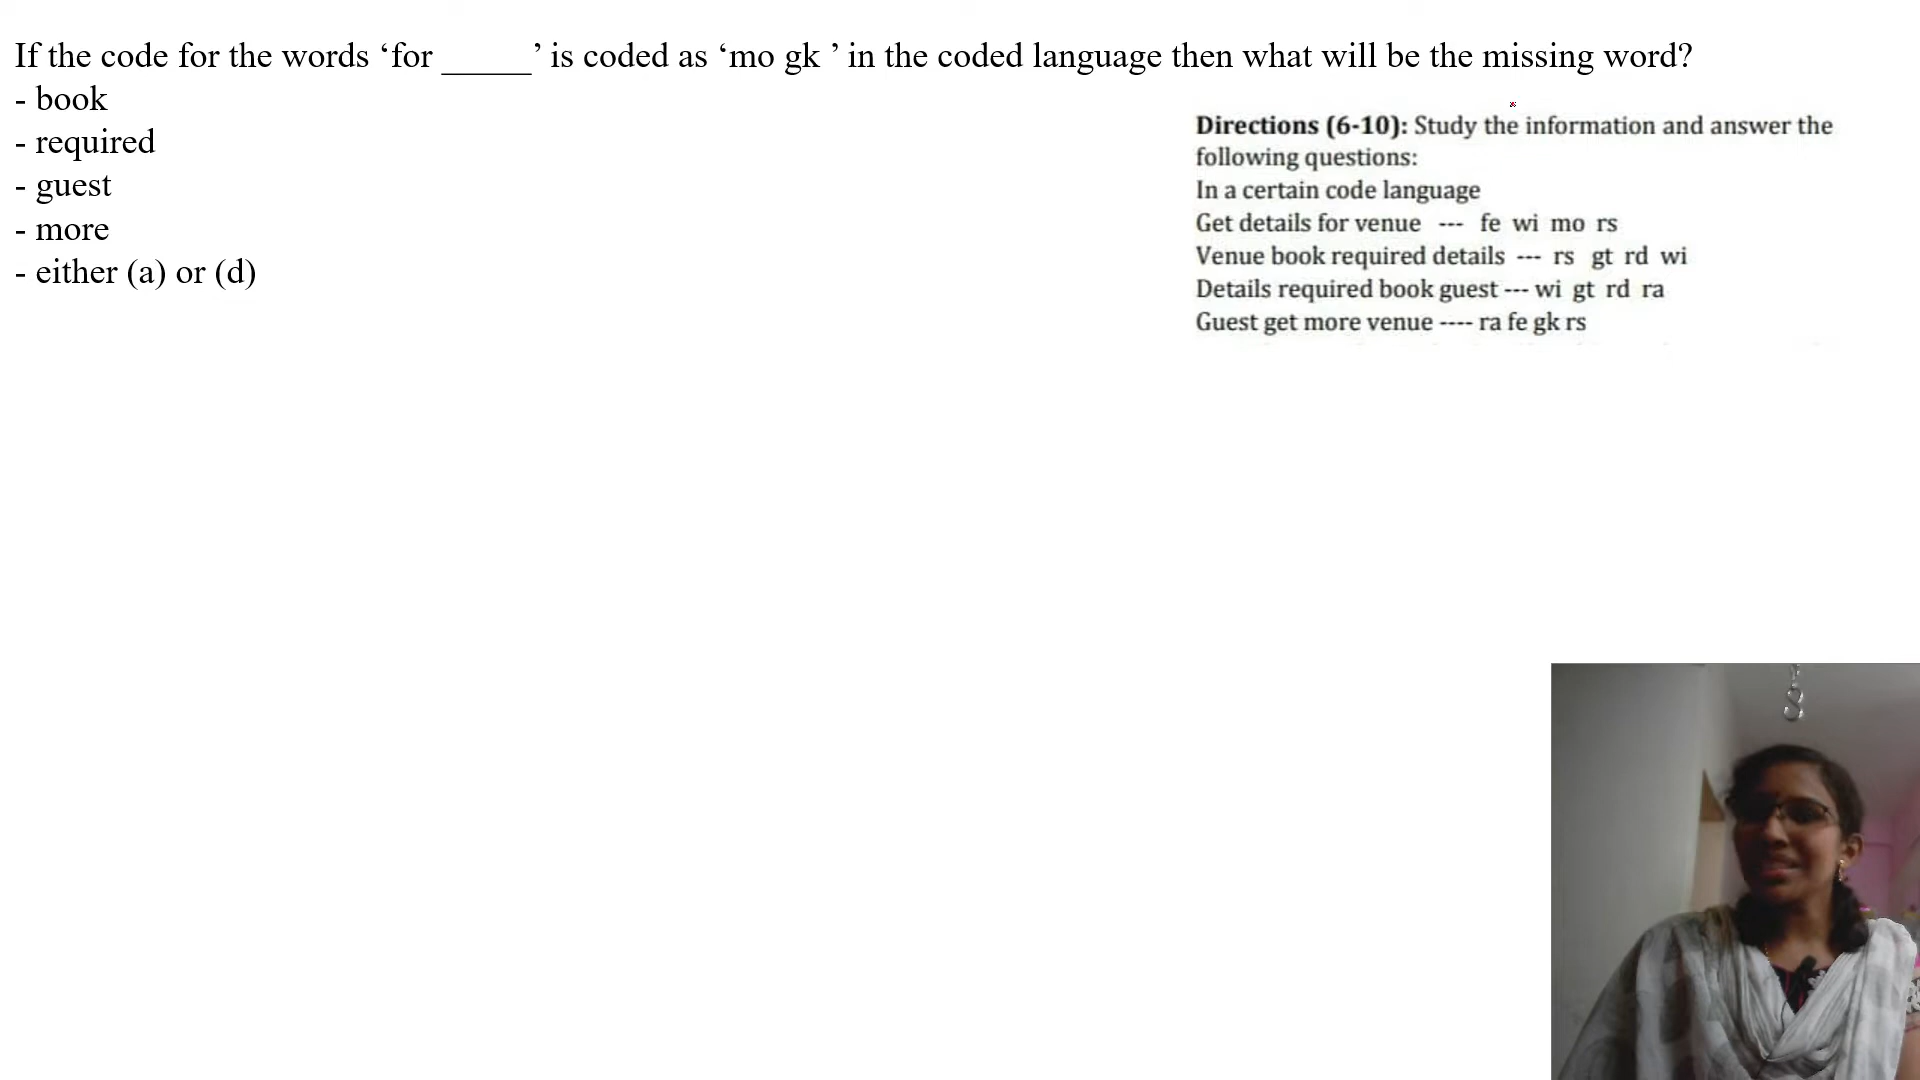 If the code for the words ‘for _____’ is coded as ‘mo gk ’ in the coded language then what will be the missing word?
- book
- required
- guest
- more
- either (a) or (d)
Directions (6-10): Study the information and answer the
following questions:
In a certain code language
Get details for venue --- fe wi mo rs
Venue book required details --- rs gt rd wi
Details required book guest --- wi gt rd ra
Guest get more venue ---- ra fe gk rs